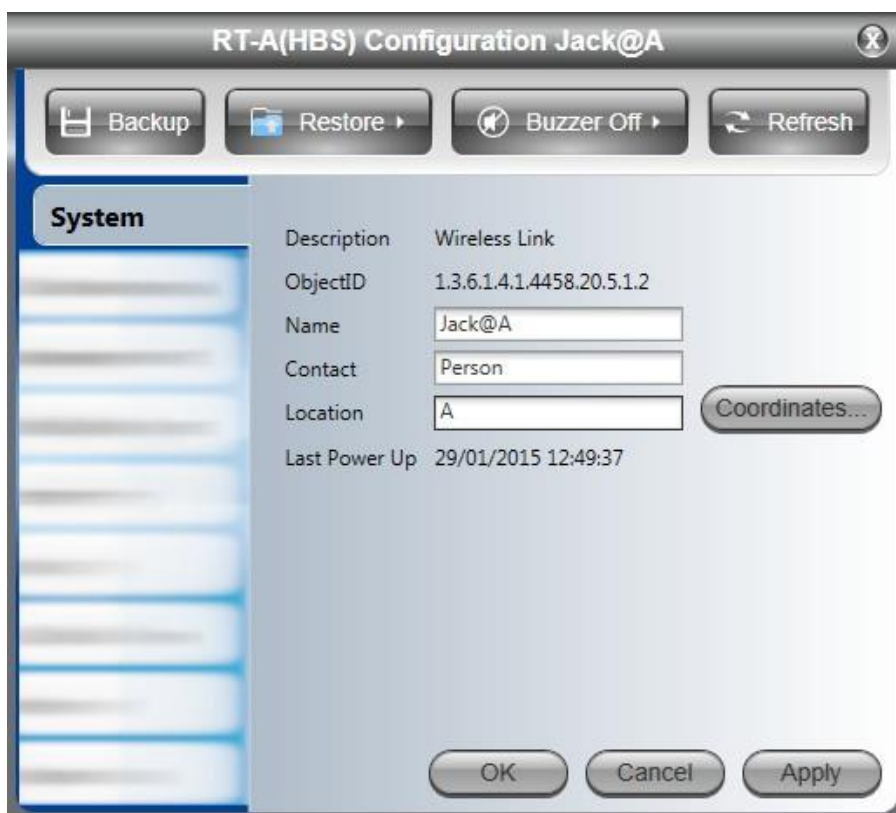 RT-A(HBS) Configuration Jack@A
Backup
Restore
Buzzer Off
Refresh
System
Description Wireless Link
ObjectID 1.3.6.1.4.1.4458.20.5.1.2
Name Jack@A
Contact Person
Location A
Coordinates...
Last Power Up 29/01/2015 12:49:37
OK
Cancel
Apply